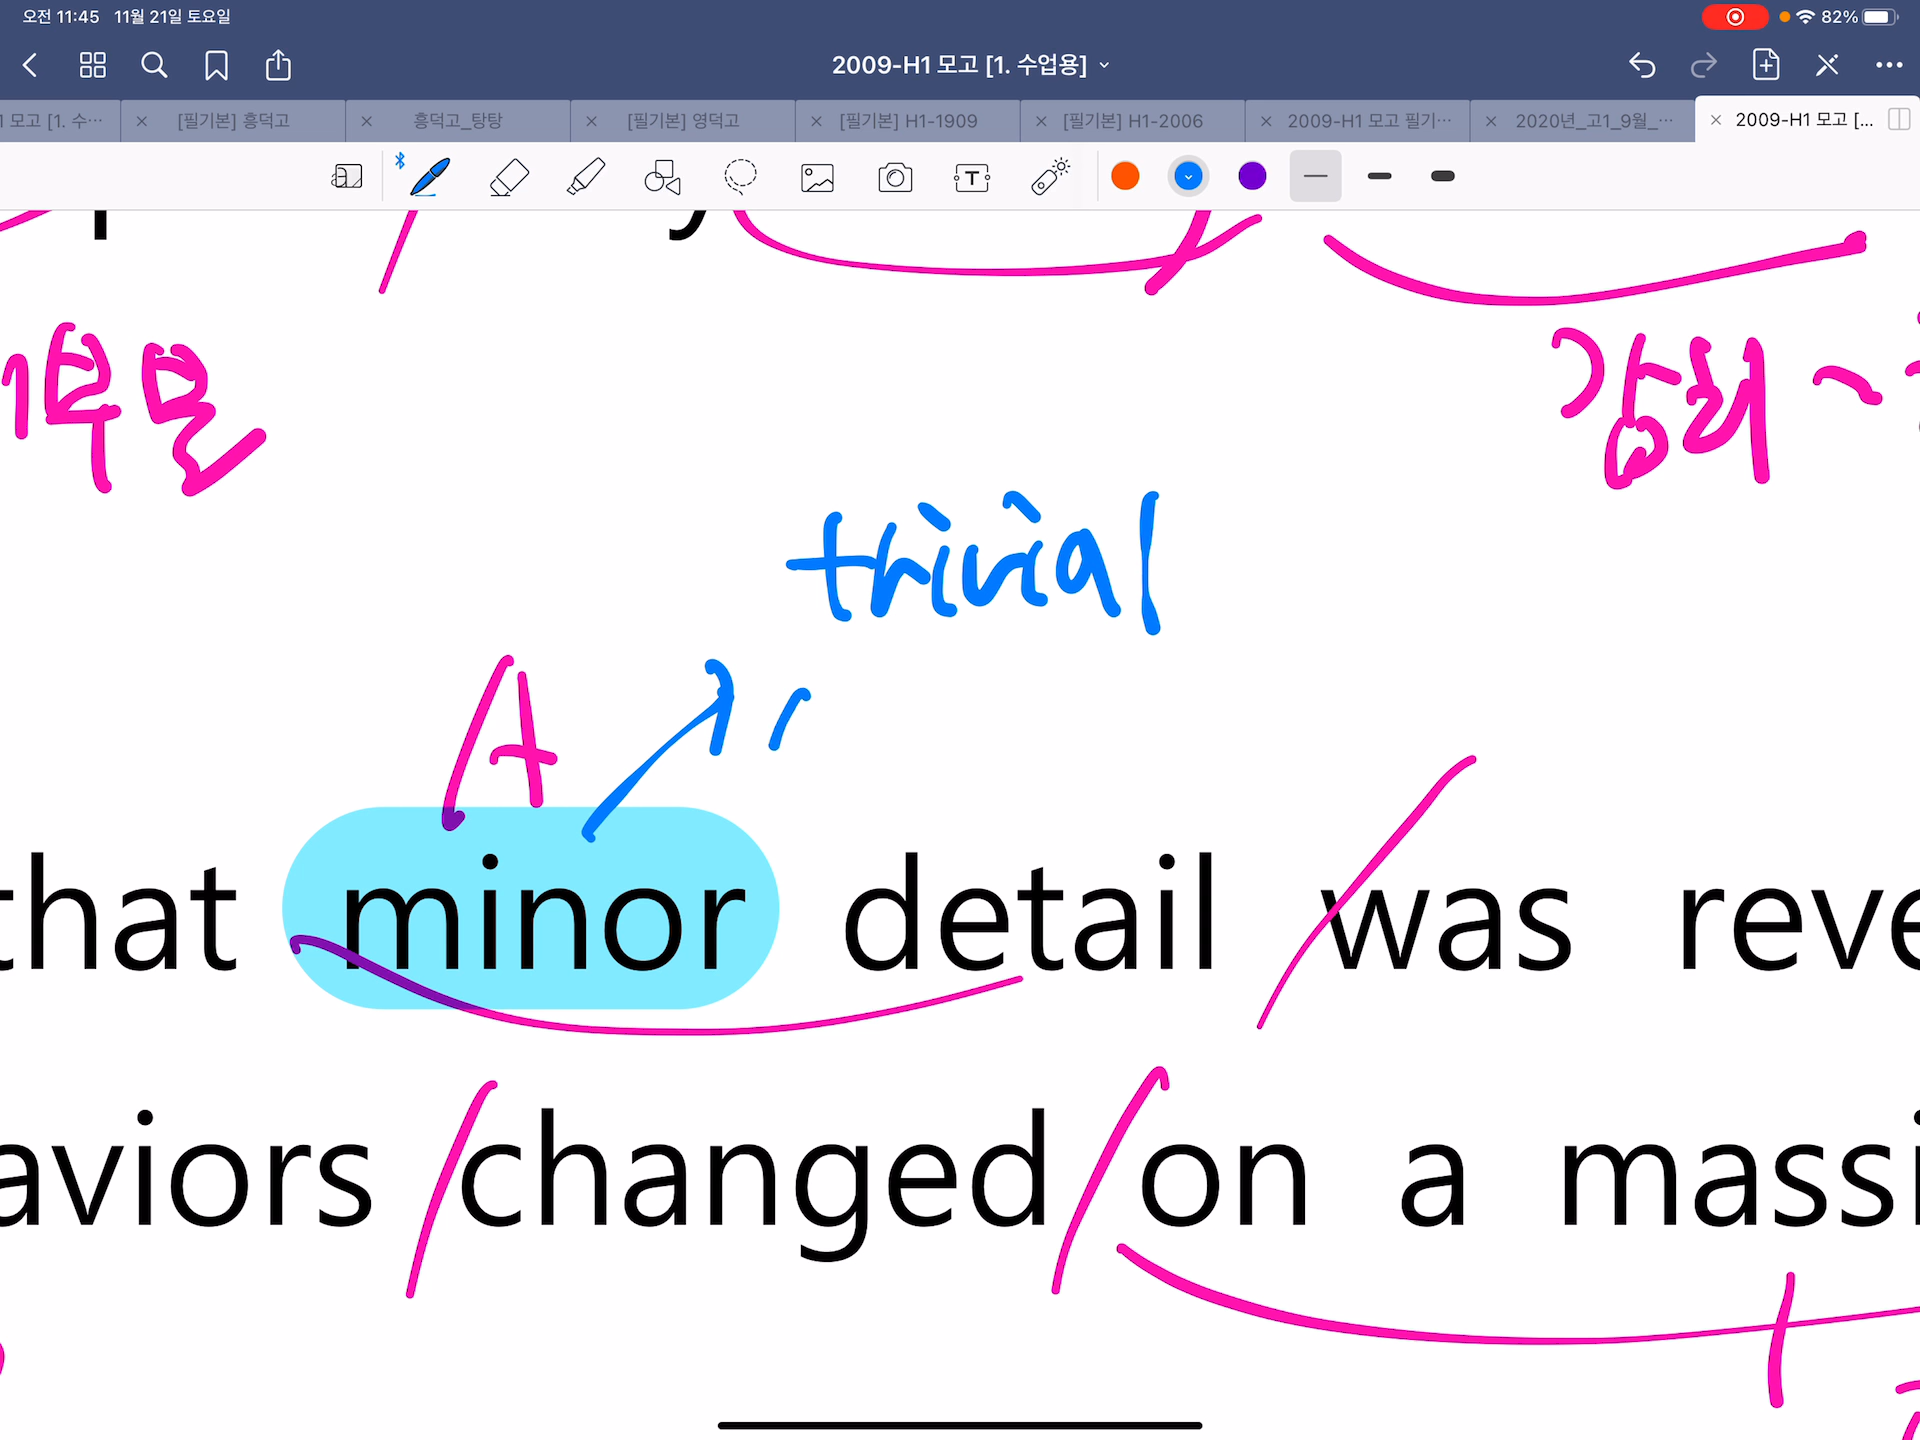 오전 11:45 11월 21일 토요일
82%
2009-H1 모고 [1. 수업용]
모고 [1. 수…
[필기본] 흥덕고
흥덕고_탕탕
[필기본] 영덕고
[필기본] H1-1909
[필기본] H1-2006
2009-H1 모고 필기…
2020년_고1_9월_…
2009-H1 모고 [...
부모
강화~
trivial
A
that minor detail was reve
aviors changed on a massi